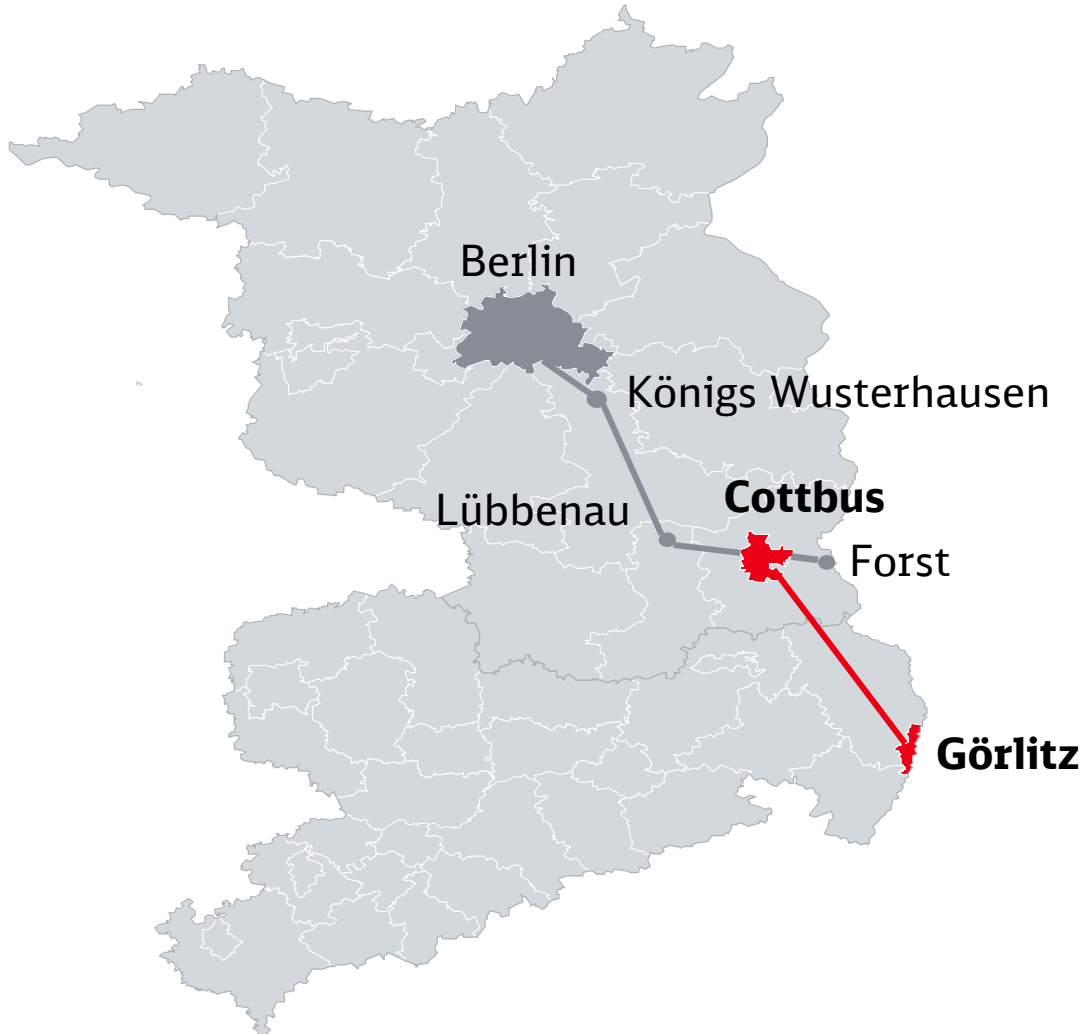 Berlin
Königs Wusterhausen
Cottbus
Lübbenau
Forst
Görlitz